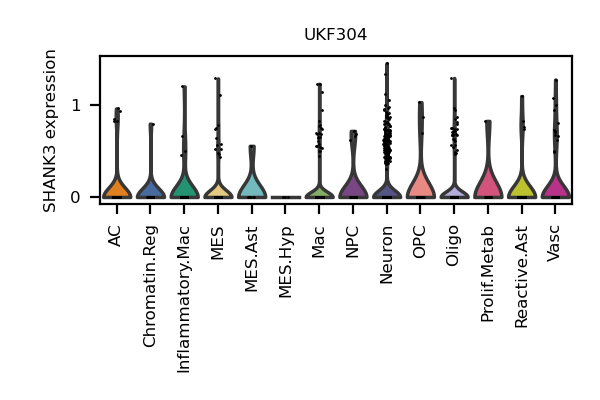 UKF304
SHANK3 expression
1
0
AC
Chromatin.Reg
Inflammatory.Mac
MES
MES.Ast
MES.Hyp
Mac
NPC
Neuron
OPC
Oligo
Prolif.Metab
Reactive.Ast
Vasc